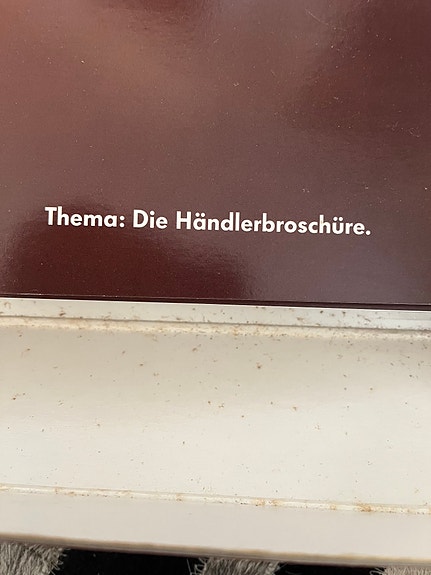 Thema: Die Händlerbroschüre.